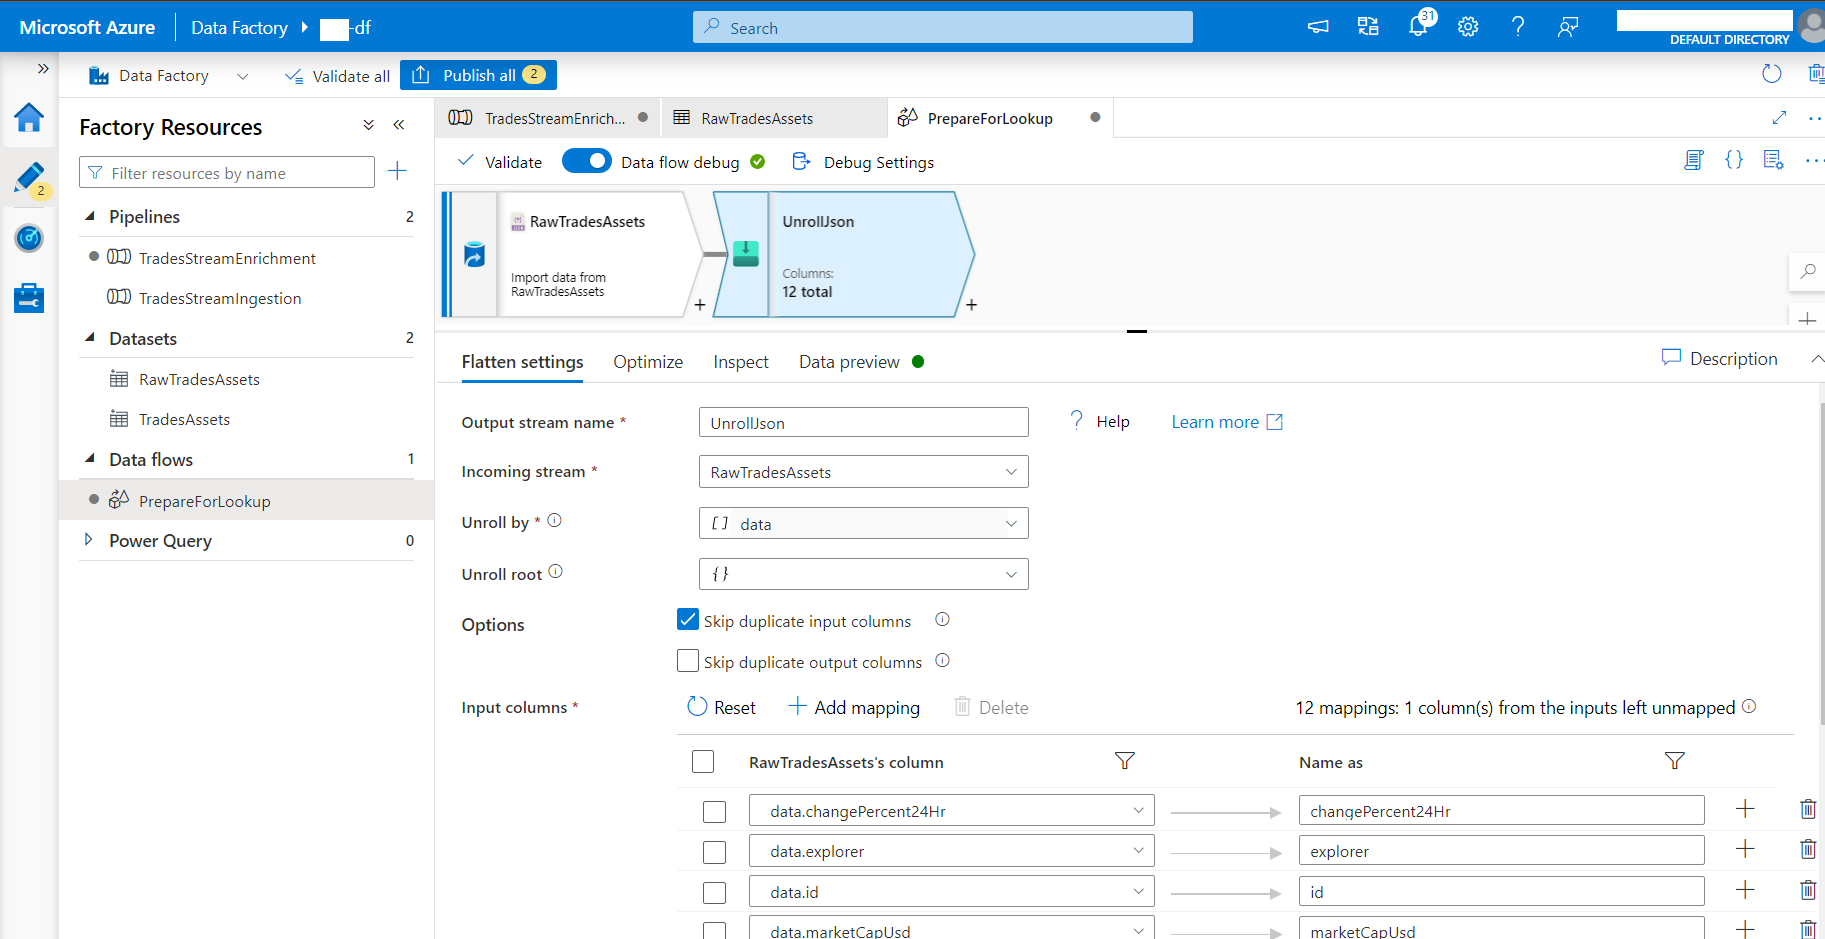 Microsoft Azure
Data Factory
-df
Search
31
DEFAULT DIRECTORY
Data Factory
Validate all
Publish all
2
2
Factory Resources
Filter resources by name
Pipelines
2
TradesStreamEnrichment
TradesStreamIngestion
Datasets
2
RawTradesAssets
TradesAssets
Data flows
1
PrepareForLookup
Power Query
0
TradesStreamEnrich...
RawTradesAssets
PrepareForLookup
Validate
Data flow debug
Debug Settings
RawTradesAssets
Import data from
RawTradesAssets
UnrollJson
Columns:
12 total
Flatten settings
Optimize
Inspect
Data preview
Description
Output stream name *
UnrollJson
Help
Learn more
Incoming stream *
RawTradesAssets
Unroll by *
[] data
Unroll root
{}
Options
Skip duplicate input columns
Skip duplicate output columns
Input columns *
Reset
Add mapping
Delete
12 mappings: 1 column(s) from the inputs left unmapped
RawTradesAssets's column
Name as
data.changePercent24Hr
changePercent24Hr
data.explorer
explorer
data.id
id
data.marketCapUsd
marketCapUsd